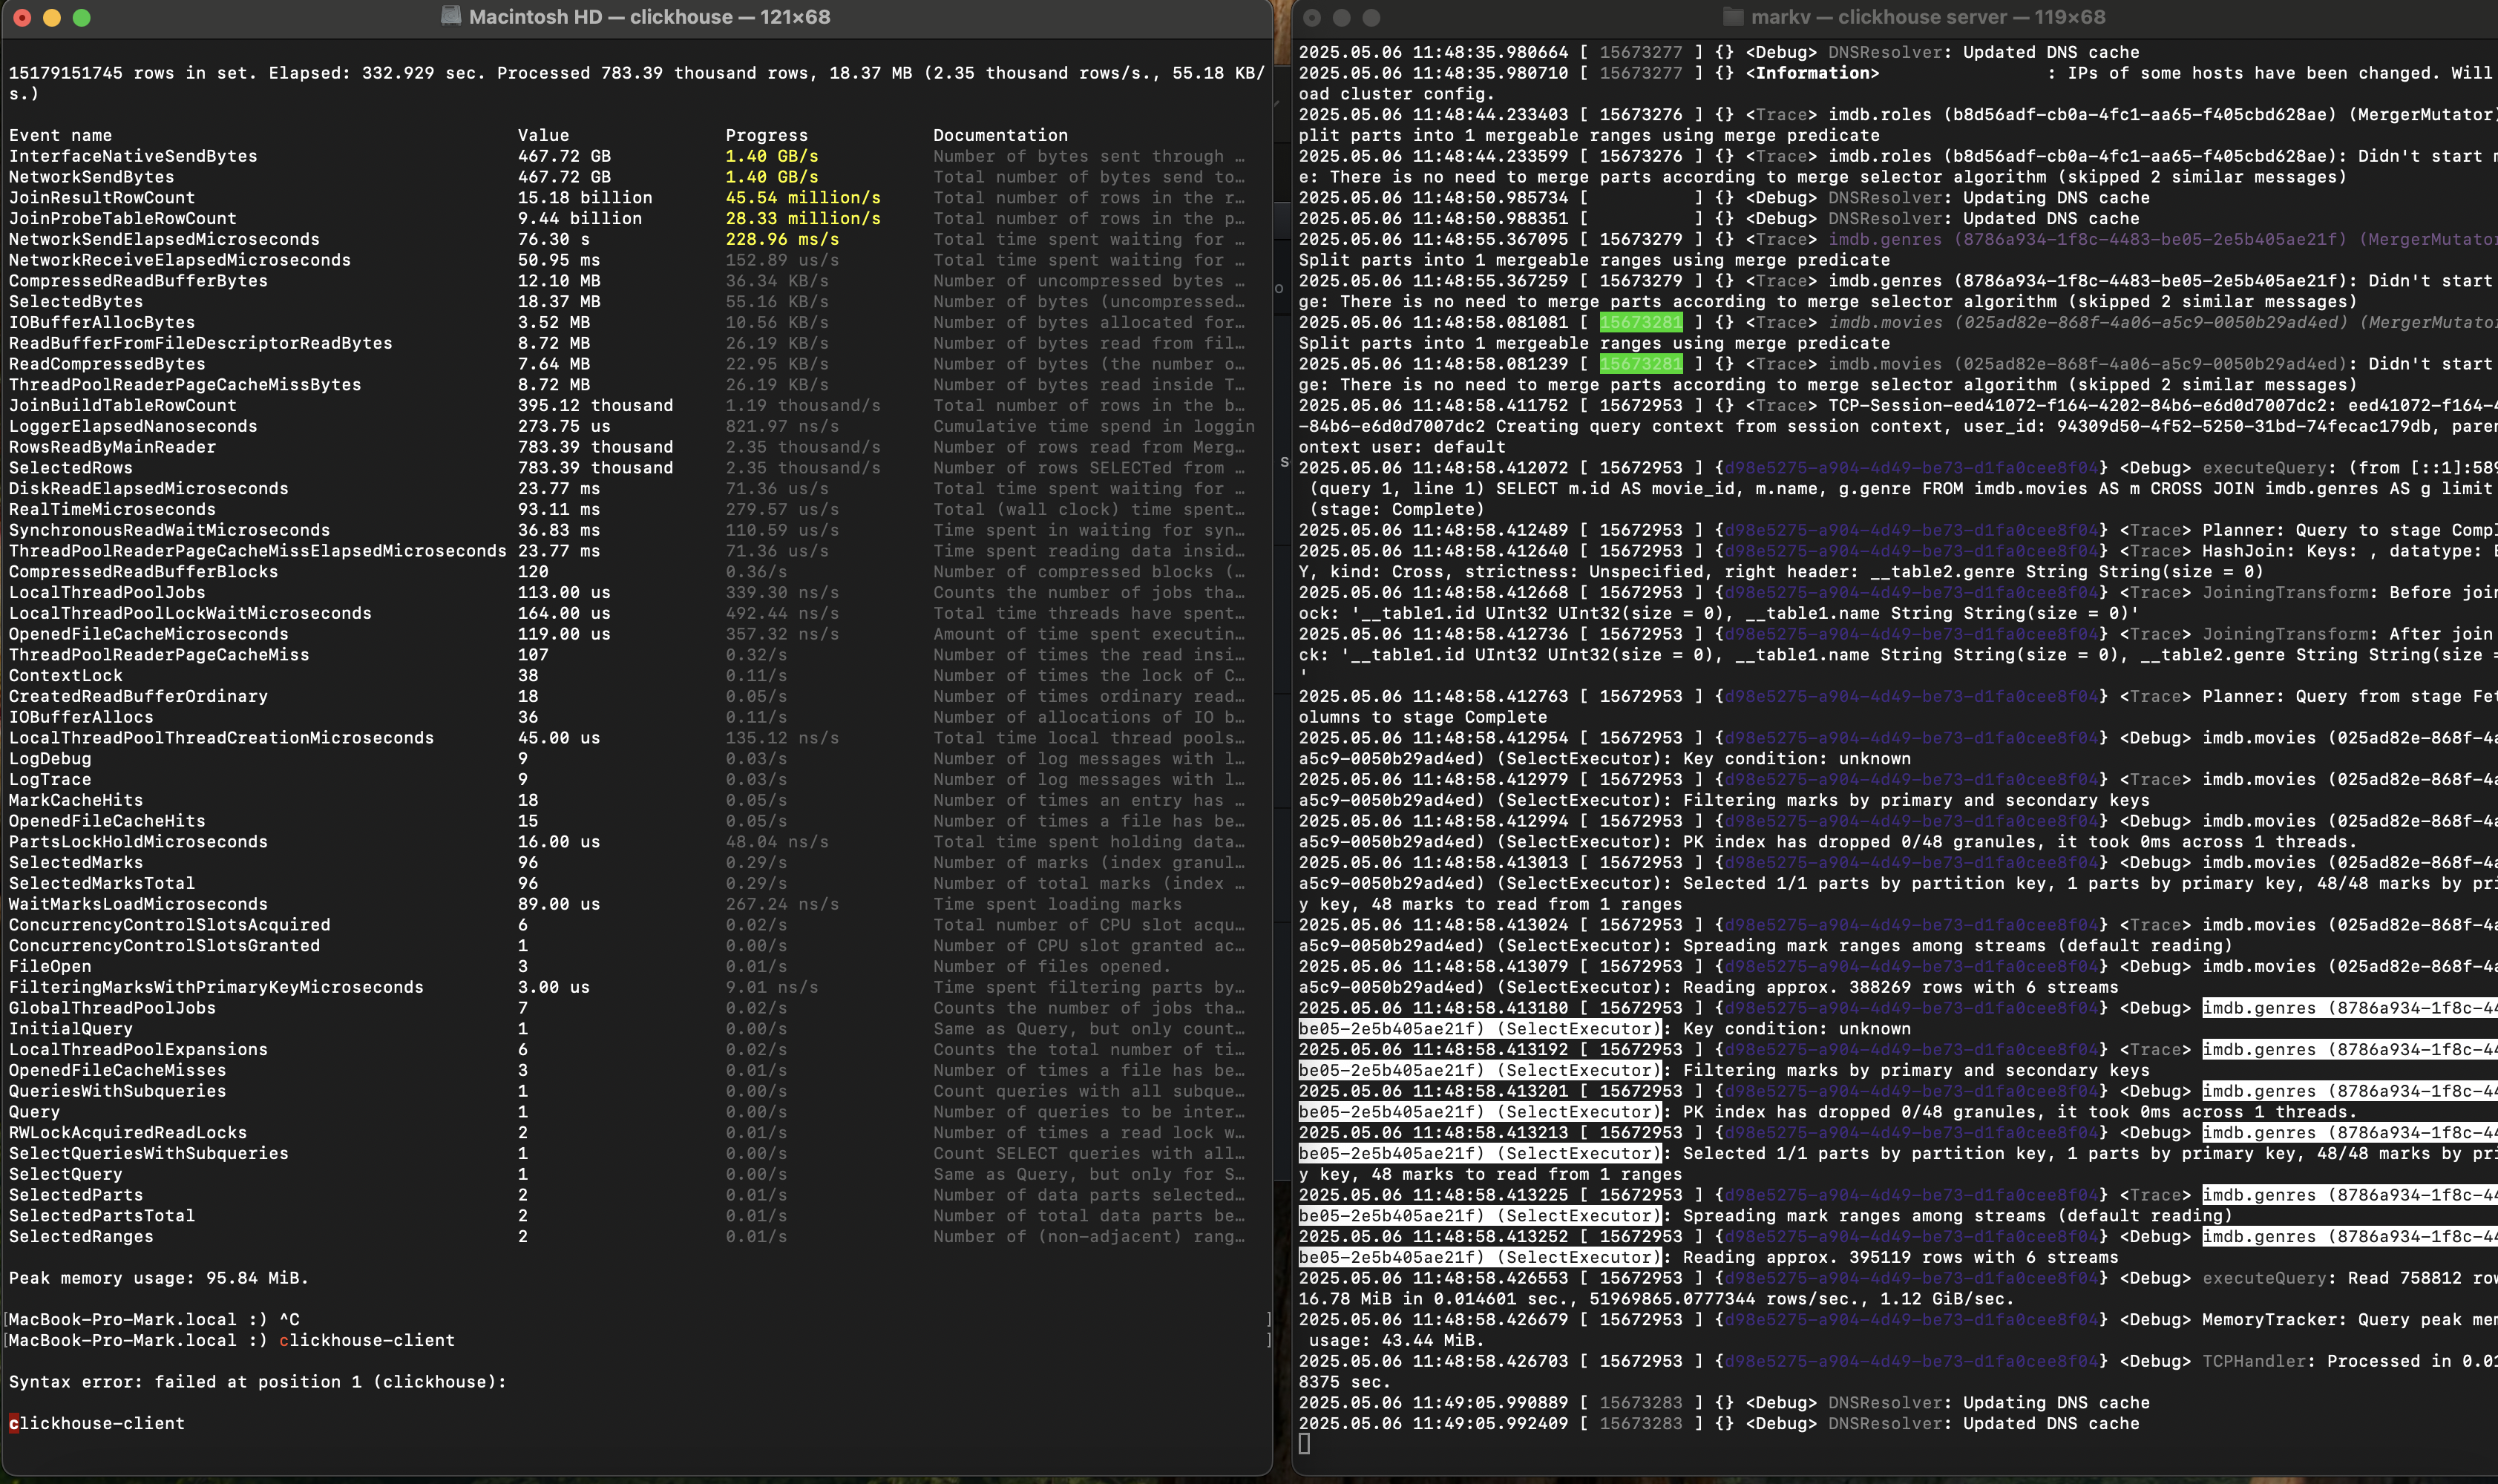 Macintosh HD — clickhouse — 121×68
15179151745 rows in set. Elapsed: 332.929 sec. Processed 783.39 thousand rows, 18.37 MB (2.35 thousand rows/s., 55.18 KB/
s.)
Event name Value Progress Documentation
InterfaceNativeSendBytes 467.72 GB 1.40 GB/s Number of bytes sent through …
NetworkSendBytes 467.72 GB 1.40 GB/s Total number of bytes send to…
JoinResultRowCount 15.18 billion 45.54 million/s Total number of rows in the r…
JoinProbeTableRowCount 9.44 billion 28.33 million/s Total number of rows in the p…
NetworkSendElapsedMicroseconds 76.30 s 228.96 ms/s Total time spent waiting for …
NetworkReceiveElapsedMicroseconds 50.95 ms 152.89 us/s Total time spent waiting for …
CompressedReadBufferBytes 12.10 MB 36.34 KB/s Number of uncompressed bytes …
SelectedBytes 18.37 MB 55.16 KB/s Number of bytes (uncompressed…
IOBufferAllocBytes 3.52 MB 10.56 KB/s Number of bytes allocated for…
ReadBufferFromFileDescriptorReadBytes 8.72 MB 26.19 KB/s Number of bytes read from fil…
ReadCompressedBytes 7.64 MB 22.95 KB/s Number of bytes (the number o…
ThreadPoolReaderPageCacheMissBytes 8.72 MB 26.19 KB/s Number of bytes read inside T…
JoinBuildTableRowCount 395.12 thousand 1.19 thousand/s Total number of rows in the b…
LoggerElapsedNanoseconds 273.75 us 821.97 ns/s Cumulative time spend in loggin
RowsReadByMainReader 783.39 thousand 2.35 thousand/s Number of rows read from Merg…
SelectedRows 783.39 thousand 2.35 thousand/s Number of rows SELECTed from …
DiskReadElapsedMicroseconds 23.77 ms 71.36 us/s Total time spent waiting for …
RealTimeMicroseconds 93.11 ms 279.57 us/s Total (wall clock) time spent…
SynchronousReadWaitMicroseconds 36.83 ms 110.59 us/s Time spent in waiting for syn…
ThreadPoolReaderPageCacheMissElapsedMicroseconds 23.77 ms 71.36 us/s Time spent reading data insid…
CompressedReadBufferBlocks 120 0.36/s Number of compressed blocks (…
LocalThreadPoolJobs 113.00 us 339.30 ns/s Counts the number of jobs tha…
LocalThreadPoolLockWaitMicroseconds 164.00 us 492.44 ns/s Total time threads have spent…
OpenedFileCacheMicroseconds 119.00 us 357.32 ns/s Amount of time spent executin…
ThreadPoolReaderPageCacheMiss 107 0.32/s Number of times the read insi…
ContextLock 38 0.11/s Number of times the lock of C…
CreatedReadBufferOrdinary 18 0.05/s Number of times ordinary read…
IOBufferAllocs 36 0.11/s Number of allocations of IO b…
LocalThreadPoolThreadCreationMicroseconds 45.00 us 135.12 ns/s Total time local thread pools…
LogDebug 9 0.03/s Number of log messages with l…
LogTrace 9 0.03/s Number of log messages with l…
MarkCacheHits 18 0.05/s Number of times an entry has …
OpenedFileCacheHits 15 0.05/s Number of times a file has be…
PartsLockHoldMicroseconds 16.00 us 48.04 ns/s Total time spent holding data…
SelectedMarks 96 0.29/s Number of marks (index granul…
SelectedMarksTotal 96 0.29/s Number of total marks (index …
WaitMarksLoadMicroseconds 89.00 us 267.24 ns/s Time spent loading marks
ConcurrencyControlSlotsAcquired 6 0.02/s Total number of CPU slot acqu…
ConcurrencyControlSlotsGranted 1 0.00/s Number of CPU slot granted ac…
FileOpen 3 0.01/s Number of files opened.
FilteringMarksWithPrimaryKeyMicroseconds 3.00 us 9.01 ns/s Time spent filtering parts by…
GlobalThreadPoolJobs 7 0.02/s Counts the number of jobs tha…
InitialQuery 1 0.00/s Same as Query, but only count…
LocalThreadPoolExpansions 6 0.02/s Counts the total number of ti…
OpenedFileCacheMisses 3 0.01/s Number of times a file has be…
QueriesWithSubqueries 1 0.00/s Count queries with all subque…
Query 1 0.00/s Number of queries to be inter…
RWLockAcquiredReadLocks 2 0.01/s Number of times a read lock w…
SelectQueriesWithSubqueries 1 0.00/s Count SELECT queries with all…
SelectQuery 1 0.00/s Same as Query, but only for S…
SelectedParts 2 0.01/s Number of data parts selected…
SelectedPartsTotal 2 0.01/s Number of total data parts be…
SelectedRanges 2 0.01/s Number of (non-adjacent) rang…
Peak memory usage: 95.84 MiB.
[MacBook-Pro-Mark.local :) ^C ]
[MacBook-Pro-Mark.local :) clickhouse-client ]
Syntax error: failed at position 1 (clickhouse):
clickhouse-client
markv — clickhouse server — 119×68
2025.05.06 11:48:35.980664 [ 15673277 ] {} <Debug> DNSResolver: Updated DNS cache
2025.05.06 11:48:35.980710 [ 15673277 ] {} <Information> : IPs of some hosts have been changed. Will
oad cluster config.
2025.05.06 11:48:44.233403 [ 15673276 ] {} <Trace> imdb.roles (b8d56adf-cb0a-4fc1-aa65-f405cbd628ae) (MergerMutator)
plit parts into 1 mergeable ranges using merge predicate
2025.05.06 11:48:44.233599 [ 15673276 ] {} <Trace> imdb.roles (b8d56adf-cb0a-4fc1-aa65-f405cbd628ae): Didn't start m
e: There is no need to merge parts according to merge selector algorithm (skipped 2 similar messages)
2025.05.06 11:48:50.985734 [ ] {} <Debug> DNSResolver: Updating DNS cache
2025.05.06 11:48:50.988351 [ ] {} <Debug> DNSResolver: Updated DNS cache
2025.05.06 11:48:55.367095 [ 15673279 ] {} <Trace> imdb.genres (8786a934-1f8c-4483-be05-2e5b405ae21f) (MergerMutator
Split parts into 1 mergeable ranges using merge predicate
2025.05.06 11:48:55.367259 [ 15673279 ] {} <Trace> imdb.genres (8786a934-1f8c-4483-be05-2e5b405ae21f): Didn't start
ge: There is no need to merge parts according to merge selector algorithm (skipped 2 similar messages)
2025.05.06 11:48:58.081081 [ 15673281 ] {} <Trace> imdb.movies (025ad82e-868f-4a06-a5c9-0050b29ad4ed) (MergerMutator
Split parts into 1 mergeable ranges using merge predicate
2025.05.06 11:48:58.081239 [ 15673281 ] {} <Trace> imdb.movies (025ad82e-868f-4a06-a5c9-0050b29ad4ed): Didn't start
ge: There is no need to merge parts according to merge selector algorithm (skipped 2 similar messages)
2025.05.06 11:48:58.411752 [ 15672953 ] {} <Trace> TCP-Session-eed41072-f164-4202-84b6-e6d0d7007dc2: eed41072-f164-4
-84b6-e6d0d7007dc2 Creating query context from session context, user_id: 94309d50-4f52-5250-31bd-74fecac179db, paren
ontext user: default
2025.05.06 11:48:58.412072 [ 15672953 ] {d98e5275-a904-4d49-be73-d1fa0cee8f04} <Debug> executeQuery: (from [::1]:589
(query 1, line 1) SELECT m.id AS movie_id, m.name, g.genre FROM imdb.movies AS m CROSS JOIN imdb.genres AS g limit
(stage: Complete)
2025.05.06 11:48:58.412489 [ 15672953 ] {d98e5275-a904-4d49-be73-d1fa0cee8f04} <Trace> Planner: Query to stage Compl
2025.05.06 11:48:58.412640 [ 15672953 ] {d98e5275-a904-4d49-be73-d1fa0cee8f04} <Trace> HashJoin: Keys: , datatype: E
Y, kind: Cross, strictness: Unspecified, right header: __table2.genre String String(size = 0)
2025.05.06 11:48:58.412668 [ 15672953 ] {d98e5275-a904-4d49-be73-d1fa0cee8f04} <Trace> JoiningTransform: Before join
ock: '__table1.id UInt32 UInt32(size = 0), __table1.name String String(size = 0)'
2025.05.06 11:48:58.412736 [ 15672953 ] {d98e5275-a904-4d49-be73-d1fa0cee8f04} <Trace> JoiningTransform: After join
ck: '__table1.id UInt32 UInt32(size = 0), __table1.name String String(size = 0), __table2.genre String String(size =
'
2025.05.06 11:48:58.412763 [ 15672953 ] {d98e5275-a904-4d49-be73-d1fa0cee8f04} <Trace> Planner: Query from stage Fet
olumns to stage Complete
2025.05.06 11:48:58.412954 [ 15672953 ] {d98e5275-a904-4d49-be73-d1fa0cee8f04} <Debug> imdb.movies (025ad82e-868f-4a
a5c9-0050b29ad4ed) (SelectExecutor): Key condition: unknown
2025.05.06 11:48:58.412979 [ 15672953 ] {d98e5275-a904-4d49-be73-d1fa0cee8f04} <Trace> imdb.movies (025ad82e-868f-4a
a5c9-0050b29ad4ed) (SelectExecutor): Filtering marks by primary and secondary keys
2025.05.06 11:48:58.412994 [ 15672953 ] {d98e5275-a904-4d49-be73-d1fa0cee8f04} <Debug> imdb.movies (025ad82e-868f-4a
a5c9-0050b29ad4ed) (SelectExecutor): PK index has dropped 0/48 granules, it took 0ms across 1 threads.
2025.05.06 11:48:58.413013 [ 15672953 ] {d98e5275-a904-4d49-be73-d1fa0cee8f04} <Debug> imdb.movies (025ad82e-868f-4a
a5c9-0050b29ad4ed) (SelectExecutor): Selected 1/1 parts by partition key, 1 parts by primary key, 48/48 marks by pri
y key, 48 marks to read from 1 ranges
2025.05.06 11:48:58.413024 [ 15672953 ] {d98e5275-a904-4d49-be73-d1fa0cee8f04} <Trace> imdb.movies (025ad82e-868f-4a
a5c9-0050b29ad4ed) (SelectExecutor): Spreading mark ranges among streams (default reading)
2025.05.06 11:48:58.413079 [ 15672953 ] {d98e5275-a904-4d49-be73-d1fa0cee8f04} <Debug> imdb.movies (025ad82e-868f-4a
a5c9-0050b29ad4ed) (SelectExecutor): Reading approx. 388269 rows with 6 streams
2025.05.06 11:48:58.413180 [ 15672953 ] {d98e5275-a904-4d49-be73-d1fa0cee8f04} <Debug> imdb.genres (8786a934-1f8c-44
be05-2e5b405ae21f) (SelectExecutor): Key condition: unknown
2025.05.06 11:48:58.413192 [ 15672953 ] {d98e5275-a904-4d49-be73-d1fa0cee8f04} <Trace> imdb.genres (8786a934-1f8c-44
be05-2e5b405ae21f) (SelectExecutor): Filtering marks by primary and secondary keys
2025.05.06 11:48:58.413201 [ 15672953 ] {d98e5275-a904-4d49-be73-d1fa0cee8f04} <Debug> imdb.genres (8786a934-1f8c-44
be05-2e5b405ae21f) (SelectExecutor): PK index has dropped 0/48 granules, it took 0ms across 1 threads.
2025.05.06 11:48:58.413213 [ 15672953 ] {d98e5275-a904-4d49-be73-d1fa0cee8f04} <Debug> imdb.genres (8786a934-1f8c-44
be05-2e5b405ae21f) (SelectExecutor): Selected 1/1 parts by partition key, 1 parts by primary key, 48/48 marks by pri
y key, 48 marks to read from 1 ranges
2025.05.06 11:48:58.413225 [ 15672953 ] {d98e5275-a904-4d49-be73-d1fa0cee8f04} <Trace> imdb.genres (8786a934-1f8c-44
be05-2e5b405ae21f) (SelectExecutor): Spreading mark ranges among streams (default reading)
2025.05.06 11:48:58.413252 [ 15672953 ] {d98e5275-a904-4d49-be73-d1fa0cee8f04} <Debug> imdb.genres (8786a934-1f8c-44
be05-2e5b405ae21f) (SelectExecutor): Reading approx. 395119 rows with 6 streams
2025.05.06 11:48:58.426553 [ 15672953 ] {d98e5275-a904-4d49-be73-d1fa0cee8f04} <Debug> executeQuery: Read 758812 row
16.78 MiB in 0.014601 sec., 51969865.0777344 rows/sec., 1.12 GiB/sec.
2025.05.06 11:48:58.426679 [ 15672953 ] {d98e5275-a904-4d49-be73-d1fa0cee8f04} <Debug> MemoryTracker: Query peak mem
usage: 43.44 MiB.
2025.05.06 11:48:58.426703 [ 15672953 ] {d98e5275-a904-4d49-be73-d1fa0cee8f04} <Debug> TCPHandler: Processed in 0.01
8375 sec.
2025.05.06 11:49:05.990889 [ 15673283 ] {} <Debug> DNSResolver: Updating DNS cache
2025.05.06 11:49:05.992409 [ 15673283 ] {} <Debug> DNSResolver: Updated DNS cache